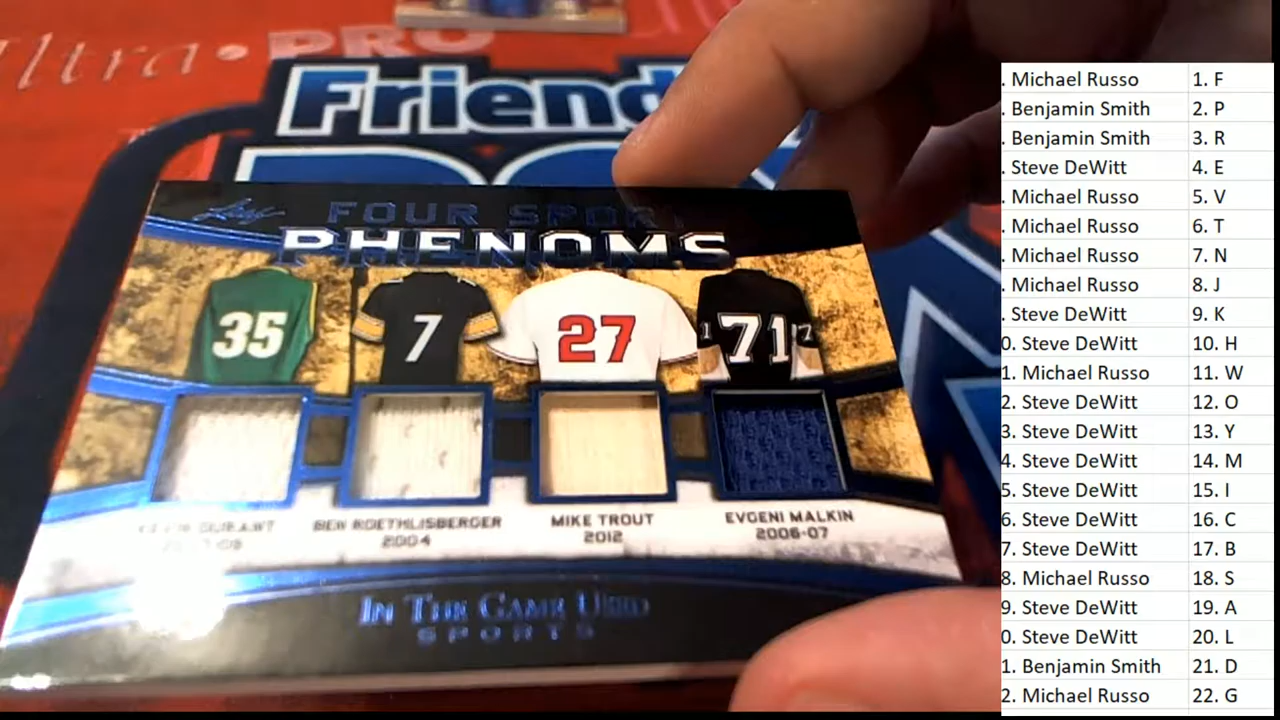 Ultra PRO
Friend
Leaf
FOUR SPORT
PHENOMS
35
7
27
71
BEN ROETHLISBERGER
2004
MIKE TROUT
2012
EVGENI MALKIN
2006-07
IN THE GAME USED
SPORTS
. Michael Russo 1. F
. Benjamin Smith 2. P
. Benjamin Smith 3. R
. Steve DeWitt 4. E
. Michael Russo 5. V
. Michael Russo 6. T
. Michael Russo 7. N
. Michael Russo 8. J
. Steve DeWitt 9. K
0. Steve DeWitt 10. H
1. Michael Russo 11. W
2. Steve DeWitt 12. O
3. Steve DeWitt 13. Y
4. Steve DeWitt 14. M
5. Steve DeWitt 15. I
6. Steve DeWitt 16. C
7. Steve DeWitt 17. B
8. Michael Russo 18. S
9. Steve DeWitt 19. A
0. Steve DeWitt 20. L
1. Benjamin Smith 21. D
2. Michael Russo 22. G